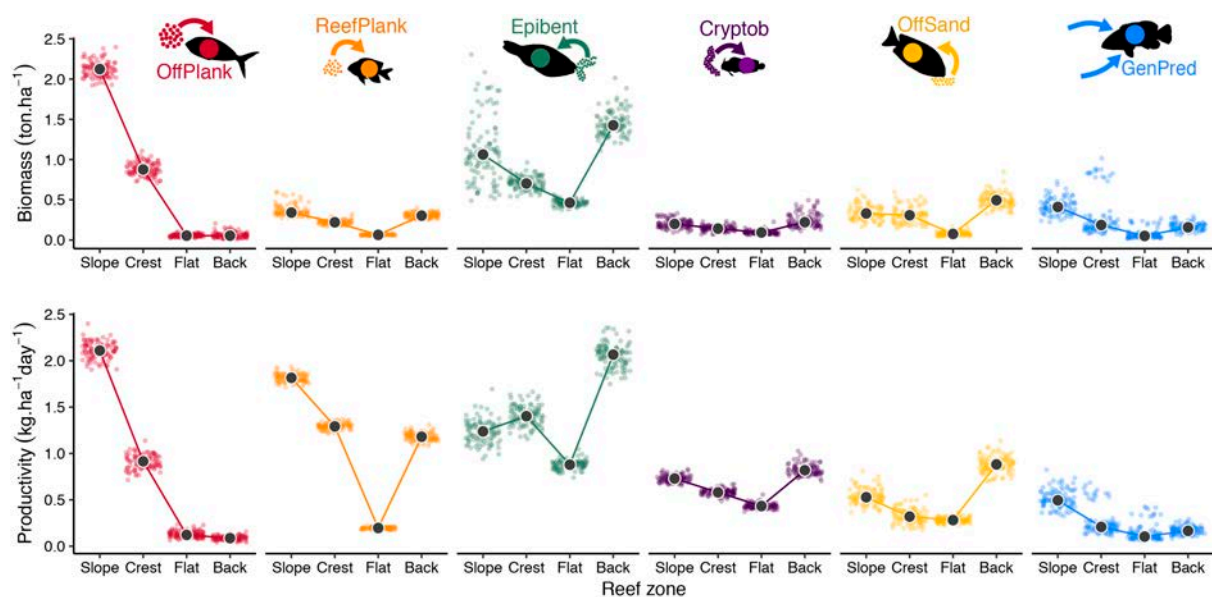 OffPlank
ReefPlank
Epibent
Cryptob
OffSand
GenPred
Biomass (ton.ha⁻¹)
2.5
2.0
1.5
1.0
0.5
0.0
Slope Crest Flat Back Slope Crest Flat Back Slope Crest Flat Back Slope Crest Flat Back Slope Crest Flat Back Slope Crest Flat Back
Productivity (kg.ha⁻¹day⁻¹)
2.5
2.0
1.5
1.0
0.5
0.0
Slope Crest Flat Back Slope Crest Flat Back Slope Crest Flat Back Slope Crest Flat Back Slope Crest Flat Back Slope Crest Flat Back
Reef zone